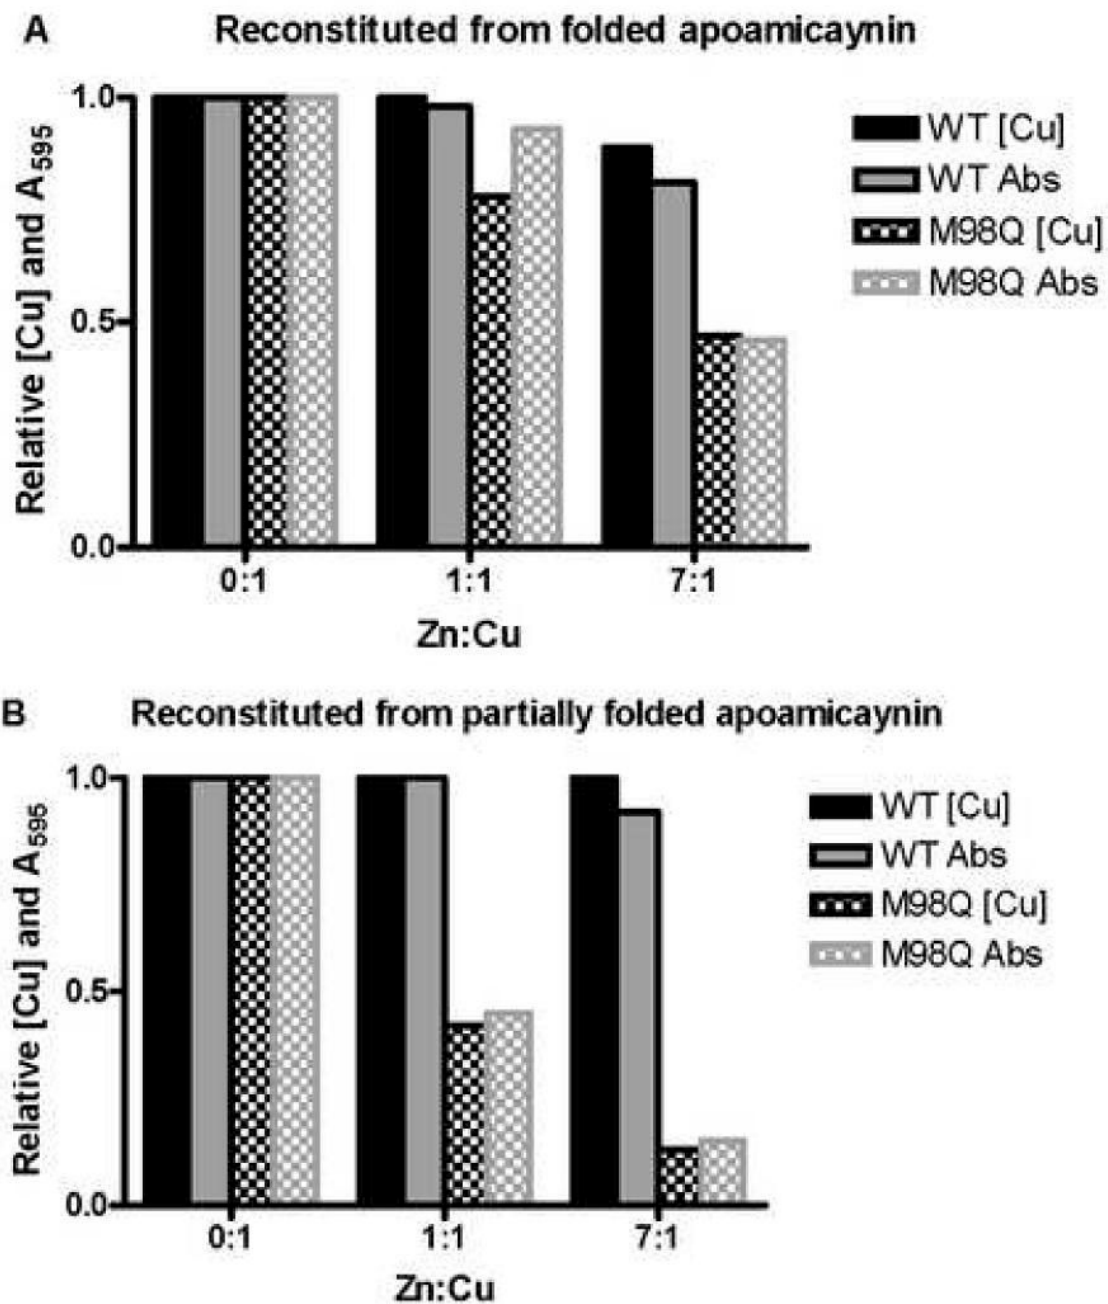 A Reconstituted from folded apoamicaynin
Relative [Cu] and A595
1.0
0.5
0.0
0:1 1:1 7:1
Zn:Cu
WT [Cu]
WT Abs
M98Q [Cu]
M98Q Abs
B Reconstituted from partially folded apoamicaynin
Relative [Cu] and A595
1.0
0.5
0.0
0:1 1:1 7:1
Zn:Cu
WT [Cu]
WT Abs
M98Q [Cu]
M98Q Abs